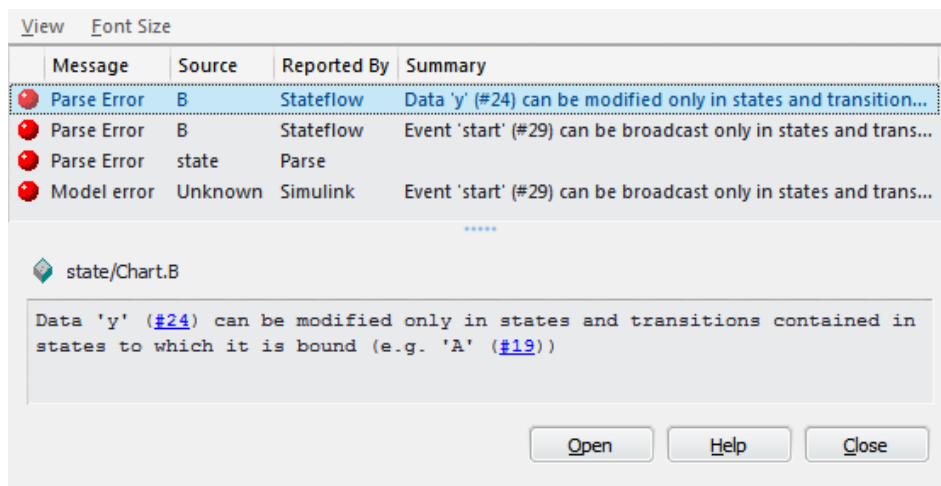 View Font Size
Message Source Reported By Summary
Parse Error B Stateflow Data 'y' (#24) can be modified only in states and transition...
Parse Error B Stateflow Event 'start' (#29) can be broadcast only in states and trans...
Parse Error state Parse
Model error Unknown Simulink Event 'start' (#29) can be broadcast only in states and trans...
state/Chart.B
Data 'y' (#24) can be modified only in states and transitions contained in
states to which it is bound (e.g. 'A' (#19))
Open Help Close